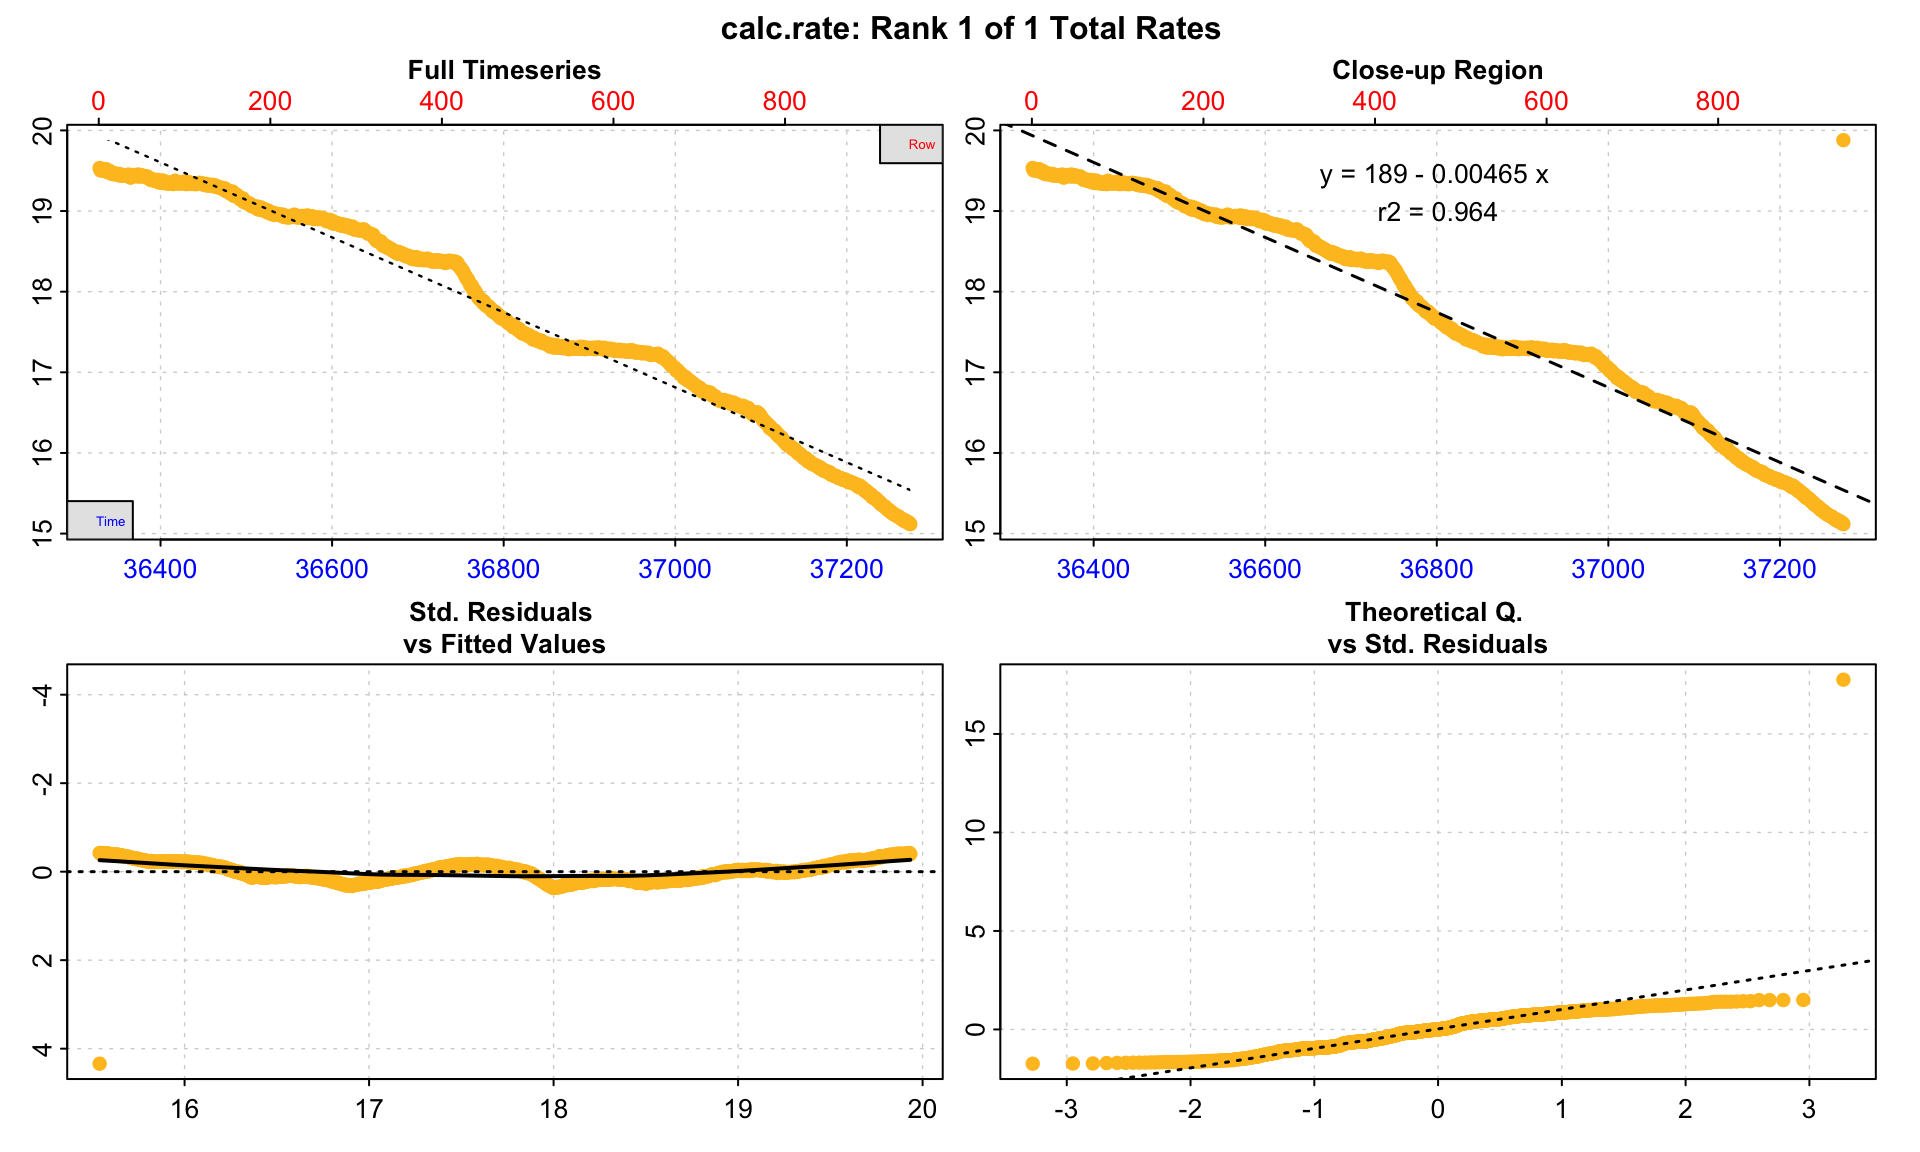 calc.rate: Rank 1 of 1 Total Rates
Full Timeseries
0 200 400 600 800
Row
20
19
18
17
16
15
Time
36400 36600 36800 37000 37200
Close-up Region
0 200 400 600 800
y = 189 - 0.00465 x
r2 = 0.964
20
19
18
17
16
15
36400 36600 36800 37000 37200
Std. Residuals
vs Fitted Values
-4
-2
0
2
4
16 17 18 19 20
Theoretical Q.
vs Std. Residuals
15
10
5
0
-3 -2 -1 0 1 2 3